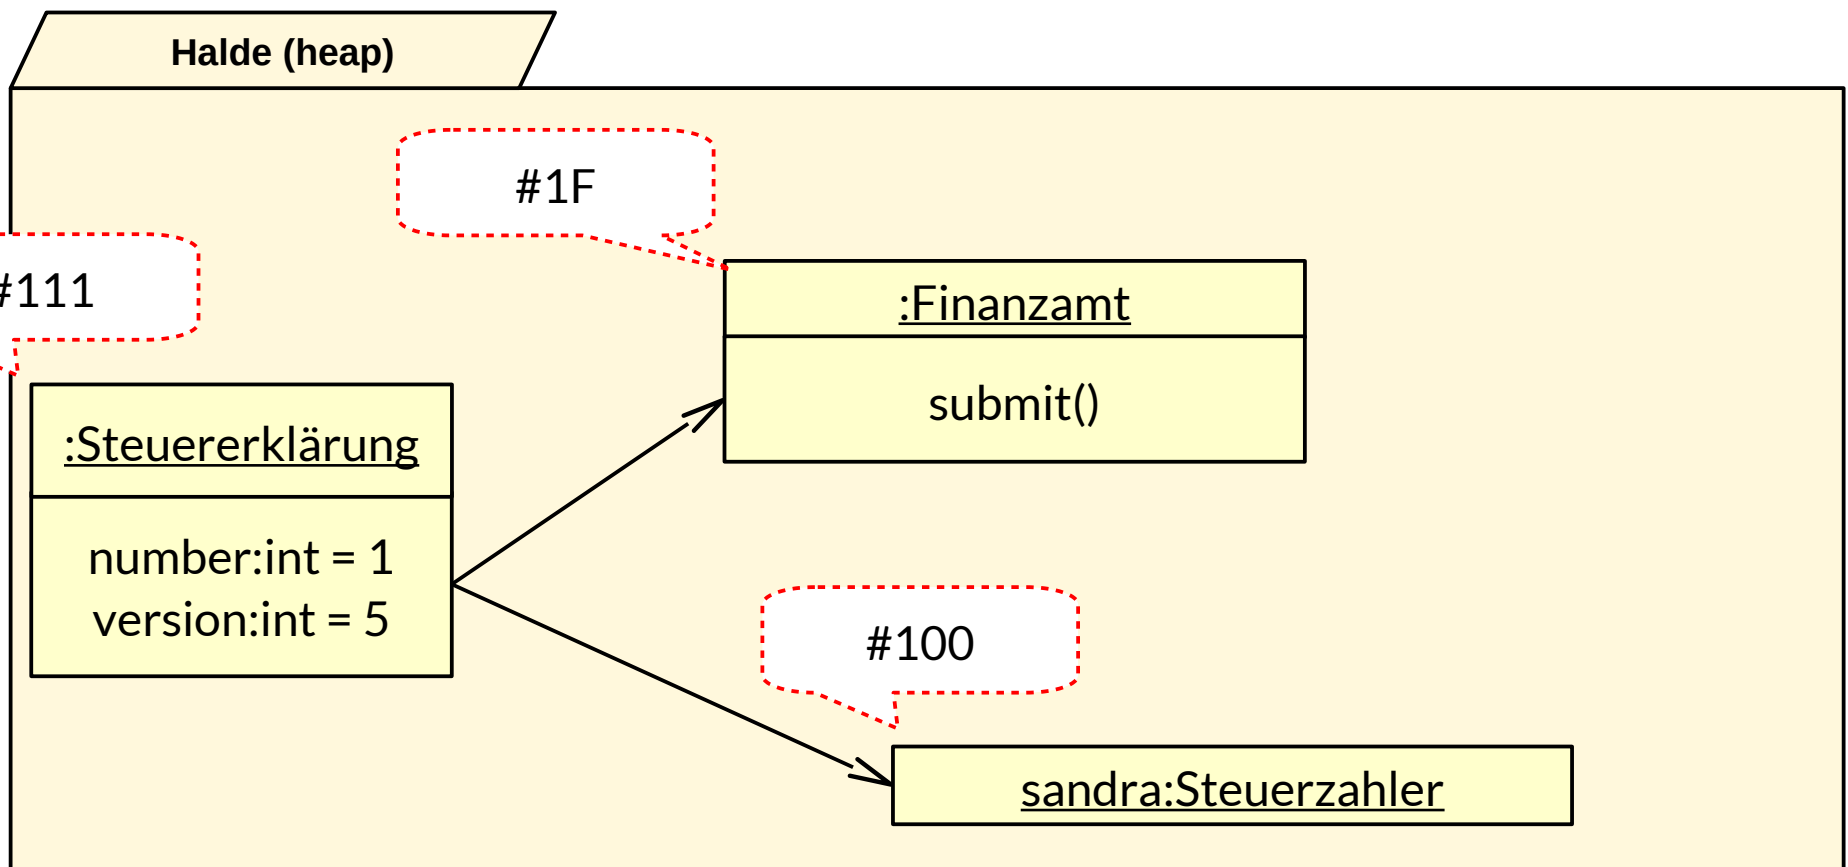 Halde (heap)
#1F
#111
:Finanzamt
submit()
:Steuererklärung
number:int = 1
version:int = 5
#100
sandra:Steuerzahler